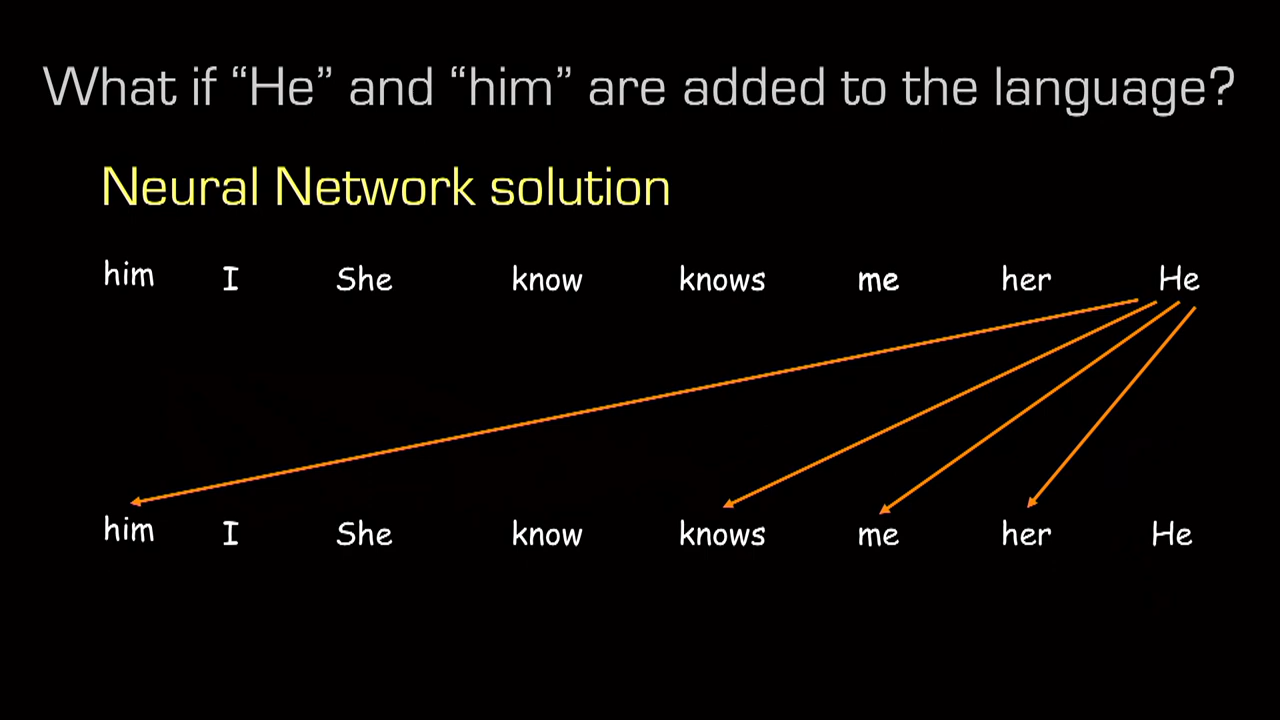 What if “He” and “him” are added to the language?
Neural Network solution
him I She know knows me her He
him I She know knows me her He